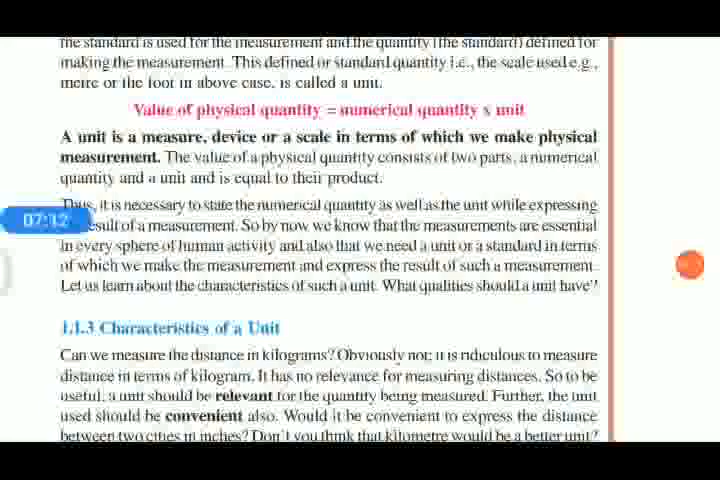 the standard is used for the measurement and the quantity (the standard) defined for
making the measurement. This defined or standard quantity i.e., the scale used e.g.,
metre or the foot in above case, is called a unit.
Value of physical quantity = numerical quantity x unit
A unit is a measure, device or a scale in terms of which we make physical
measurement. The value of a physical quantity consists of two parts, a numerical
quantity and a unit and is equal to their product.
Thus, it is necessary to state the numerical quantity as well as the unit while expressing
07:12
result of a measurement. So by now we know that the measurements are essential
in every sphere of human activity and also that we need a unit or a standard in terms
of which we make the measurement and express the result of such a measurement.
Let us learn about the characteristics of such a unit. What qualities should a unit have?
1.1.3 Characteristics of a Unit
Can we measure the distance in kilograms? Obviously not; it is ridiculous to measure
distance in terms of kilogram. It has no relevance for measuring distances. So to be
useful, a unit should be relevant for the quantity being measured. Further, the unit
used should be convenient also. Would it be convenient to express the distance
between two cities in inches? Don't you think that kilometre would be a better unit?